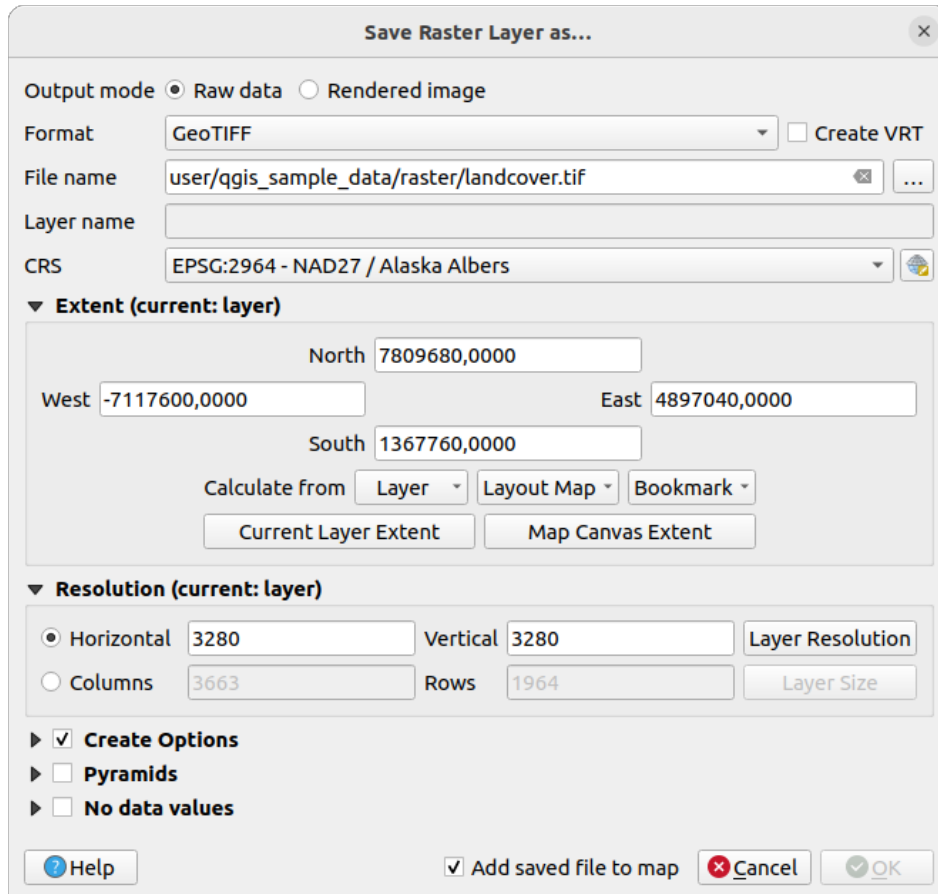 Save Raster Layer as...
Output mode Raw data Rendered image
Format GeoTIFF Create VRT
File name user/qgis_sample_data/raster/landcover.tif ...
Layer name
CRS EPSG:2964 - NAD27 / Alaska Albers
Extent (current: layer)
North 7809680,0000
West -7117600,0000 East 4897040,0000
South 1367760,0000
Calculate from Layer Layout Map Bookmark
Current Layer Extent Map Canvas Extent
Resolution (current: layer)
Horizontal 3280 Vertical 3280 Layer Resolution
Columns 3663 Rows 1964 Layer Size
Create Options
Pyramids
No data values
Help Add saved file to map Cancel OK